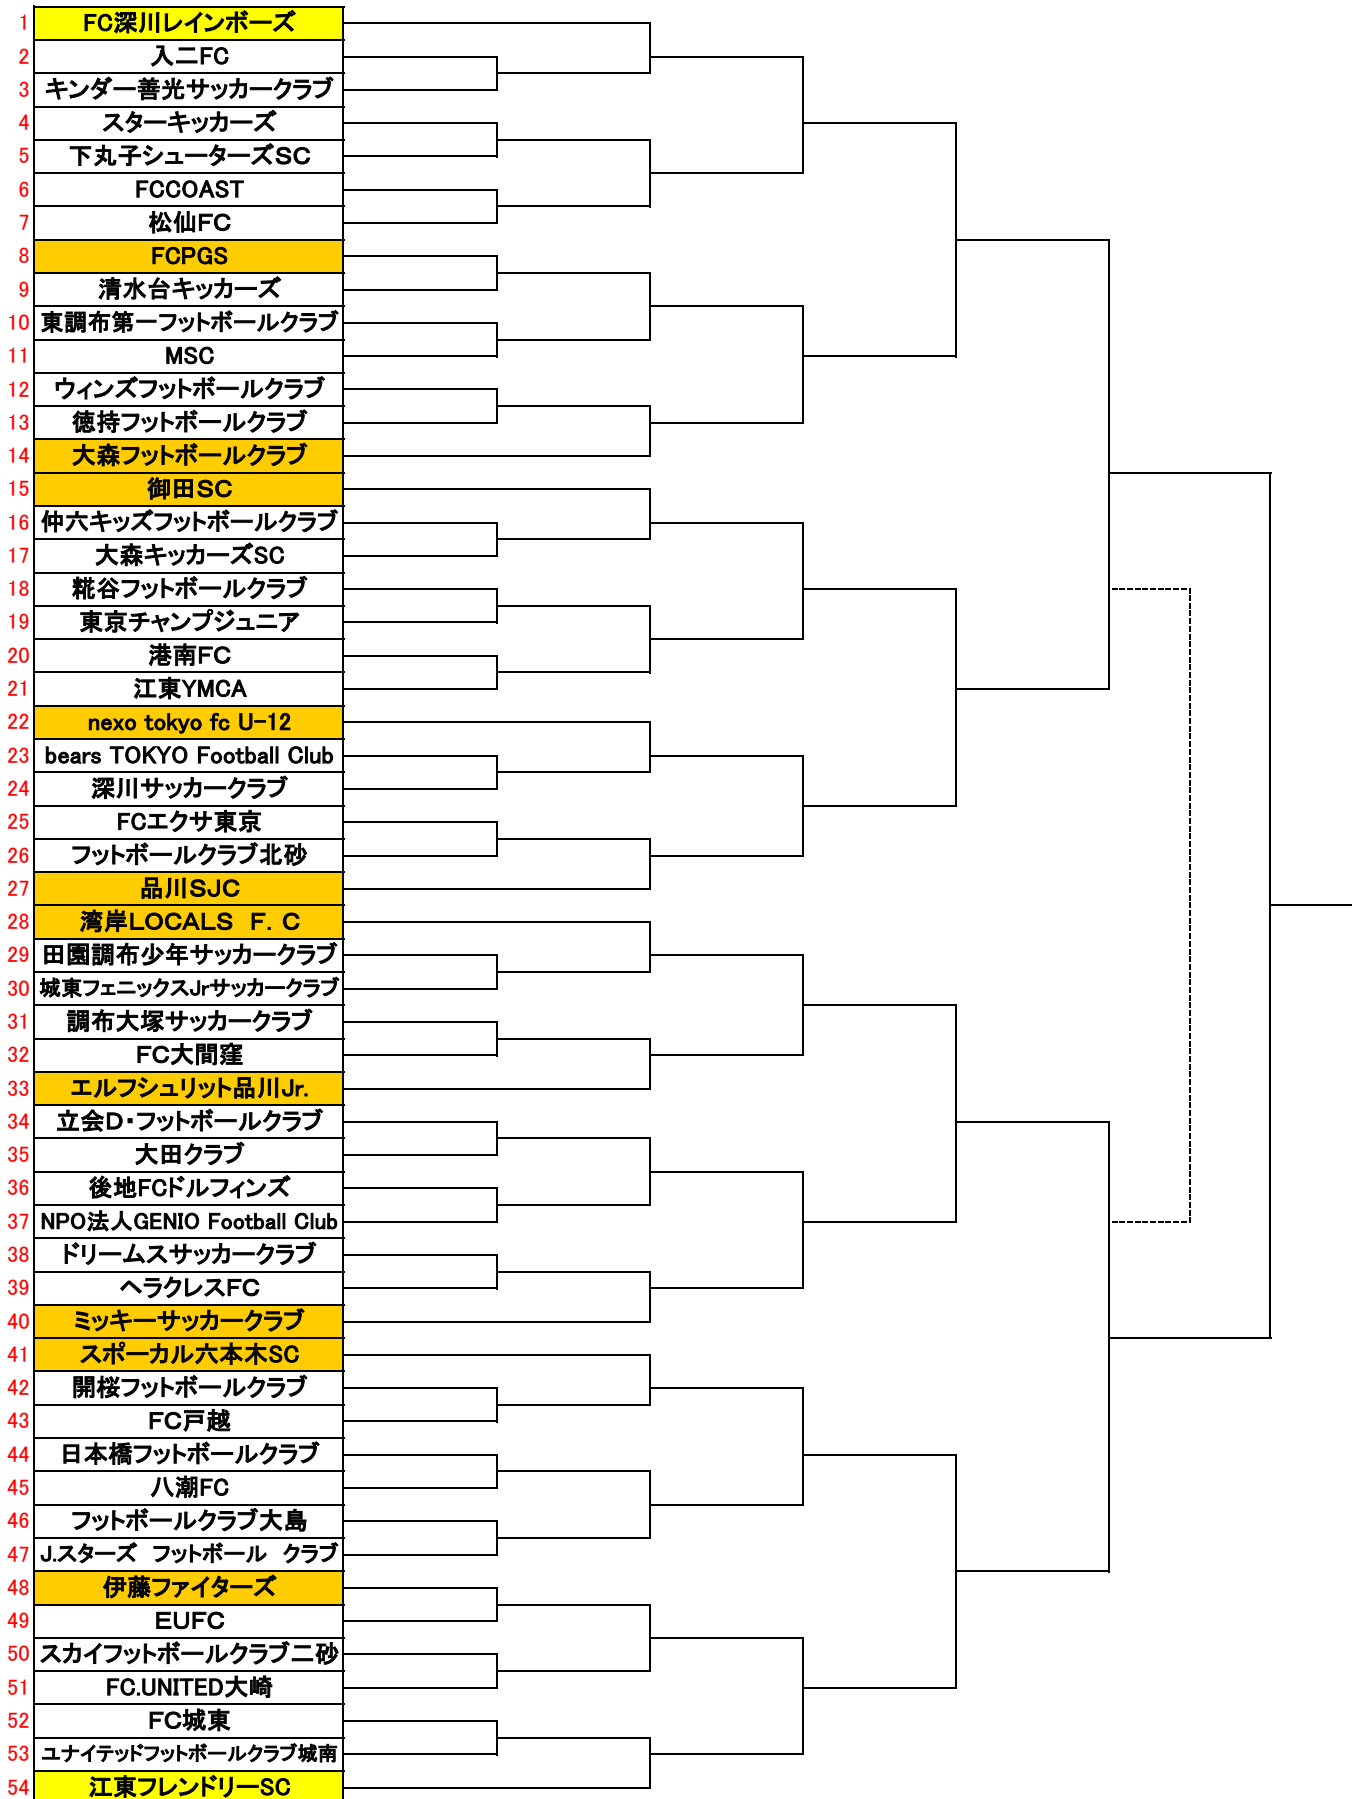 1 FC深川レインボーズ
2 入二FC
3 キンダー善光サッカークラブ
4 スターキッカーズ
5 下丸子シューターズSC
6 FCCOAST
7 松仙FC
8 FCPGS
9 清水台キッカーズ
10 東調布第一フットボールクラブ
11 MSC
12 ウィンズフットボールクラブ
13 徳持フットボールクラブ
14 大森フットボールクラブ
15 御田SC
16 仲六キッズフットボールクラブ
17 大森キッカーズSC
18 糀谷フットボールクラブ
19 東京チャンプジュニア
20 港南FC
21 江東YMCA
22 nexo tokyo fc U-12
23 bears TOKYO Football Club
24 深川サッカークラブ
25 FCエクサ東京
26 フットボールクラブ北砂
27 品川SJC
28 湾岸LOCALS　F．C
29 田園調布少年サッカークラブ
30 城東フェニックスJrサッカークラブ
31 調布大塚サッカークラブ
32 FC大間窪
33 エルフシュリット品川Jr.
34 立会D・フットボールクラブ
35 大田クラブ
36 後地FCドルフィンズ
37 NPO法人GENIO Football Club
38 ドリームスサッカークラブ
39 ヘラクレスFC
40 ミッキーサッカークラブ
41 スポーカル六本木SC
42 開桜フットボールクラブ
43 FC戸越
44 日本橋フットボールクラブ
45 八潮FC
46 フットボールクラブ大島
47 J.スターズ　フットボール　クラブ
48 伊藤ファイターズ
49 EUFC
50 スカイフットボールクラブ二砂
51 FC.UNITED大崎
52 FC城東
53 ユナイテッドフットボールクラブ城南
54 江東フレンドリーSC